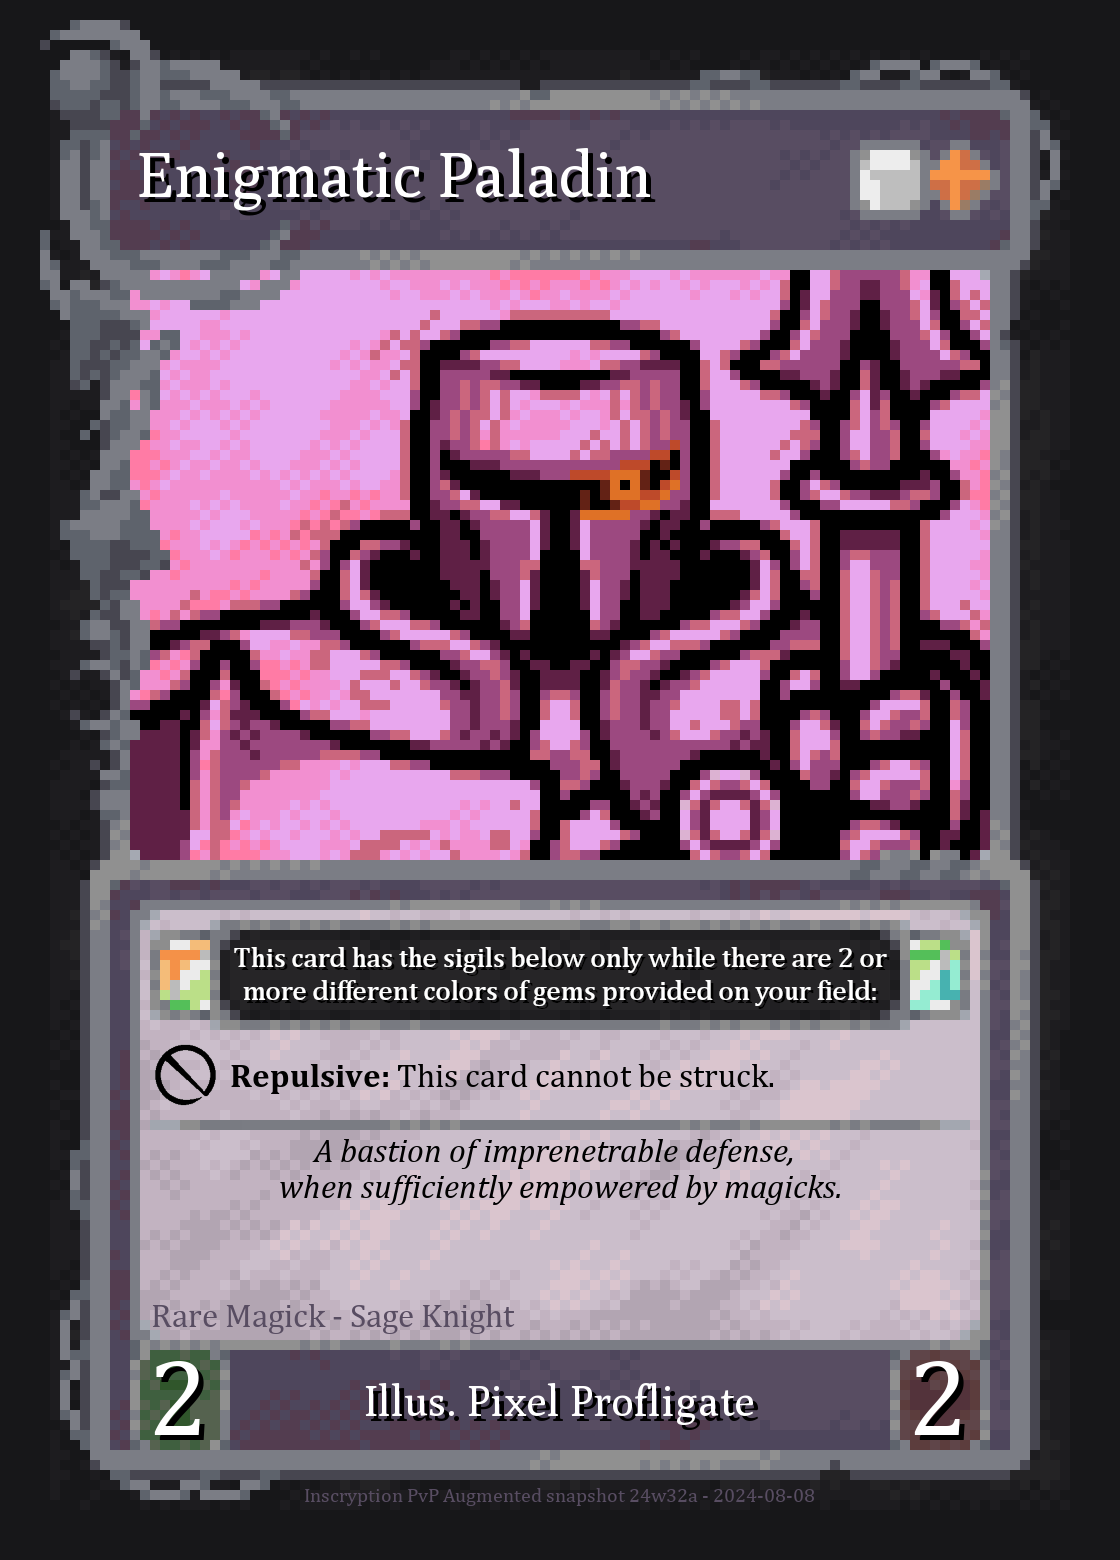 Enigmatic Paladin
This card has the sigils below only while there are 2 or
more different colors of gems provided on your field:
Repulsive: This card cannot be struck.
A bastion of imprenetrable defense,
when sufficiently empowered by magicks.
Rare Magick - Sage Knight
2 Illus. Pixel Profligate 2
Inscryption PvP Augmented snapshot 24w32a - 2024-08-08